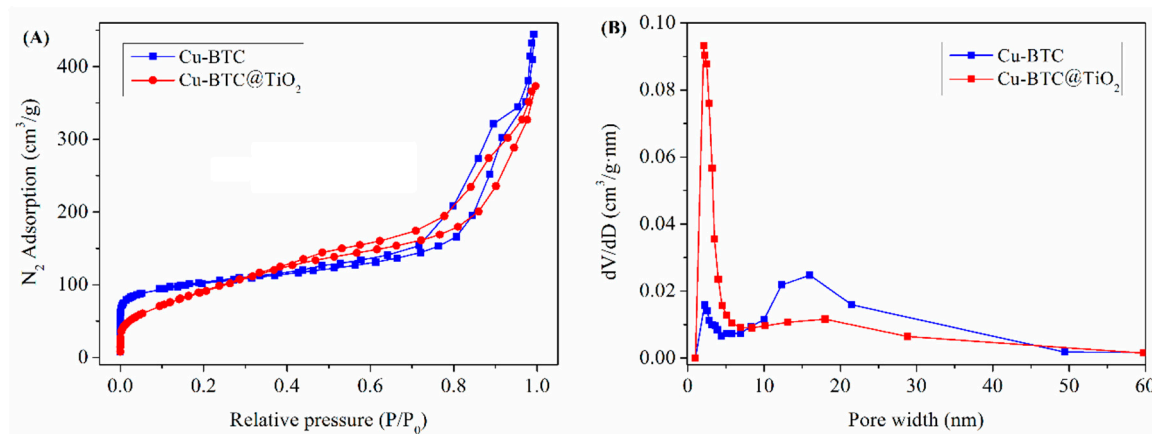 (A)
Cu-BTC
Cu-BTC@TiO₂
N₂ Adsorption (cm³/g)
400
300
200
100
0
0.0 0.2 0.4 0.6 0.8 1.0
Relative pressure (P/P₀)
(B)
Cu-BTC
Cu-BTC@TiO₂
dV/dD (cm³/g·nm)
0.10
0.08
0.06
0.04
0.02
0.00
0 10 20 30 40 50 60
Pore width (nm)